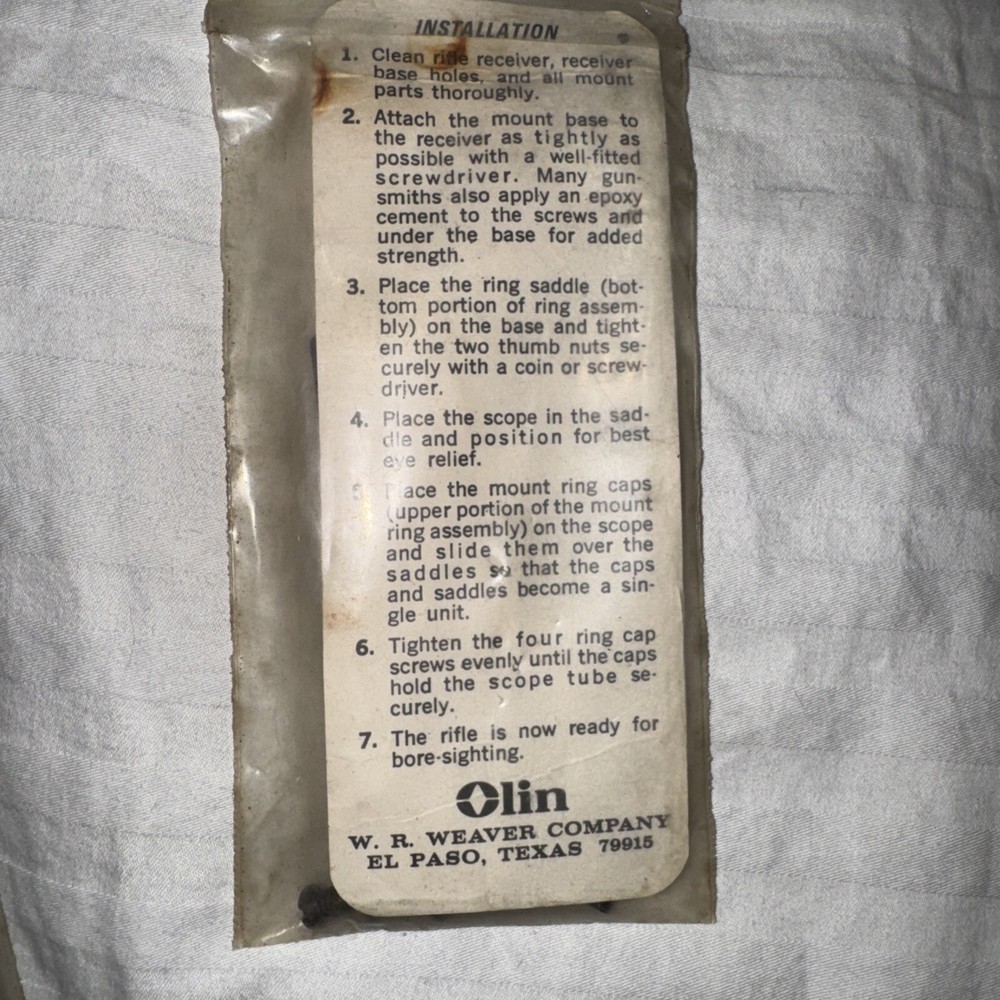 INSTALLATION
1. Clean rifle receiver, receiver
base holes, and all mount
parts thoroughly.
2. Attach the mount base to
the receiver as tightly as
possible with a well-fitted
screwdriver. Many gun-
smiths also apply an epoxy
cement to the screws and
under the base for added
strength.
3. Place the ring saddle (bot-
tom portion of ring assem-
bly) on the base and tight-
en the two thumb nuts se-
curely with a coin or screw-
driver.
4. Place the scope in the sad-
dle and position for best
eye relief.
5. Place the mount ring caps
(upper portion of the mount
ring assembly) on the scope
and slide them over the
saddles so that the caps
and saddles become a sin-
gle unit.
6. Tighten the four ring cap
screws evenly until the caps
hold the scope tube se-
curely.
7. The rifle is now ready for
bore-sighting.
Olin
W. R. WEAVER COMPANY
EL PASO, TEXAS 79915